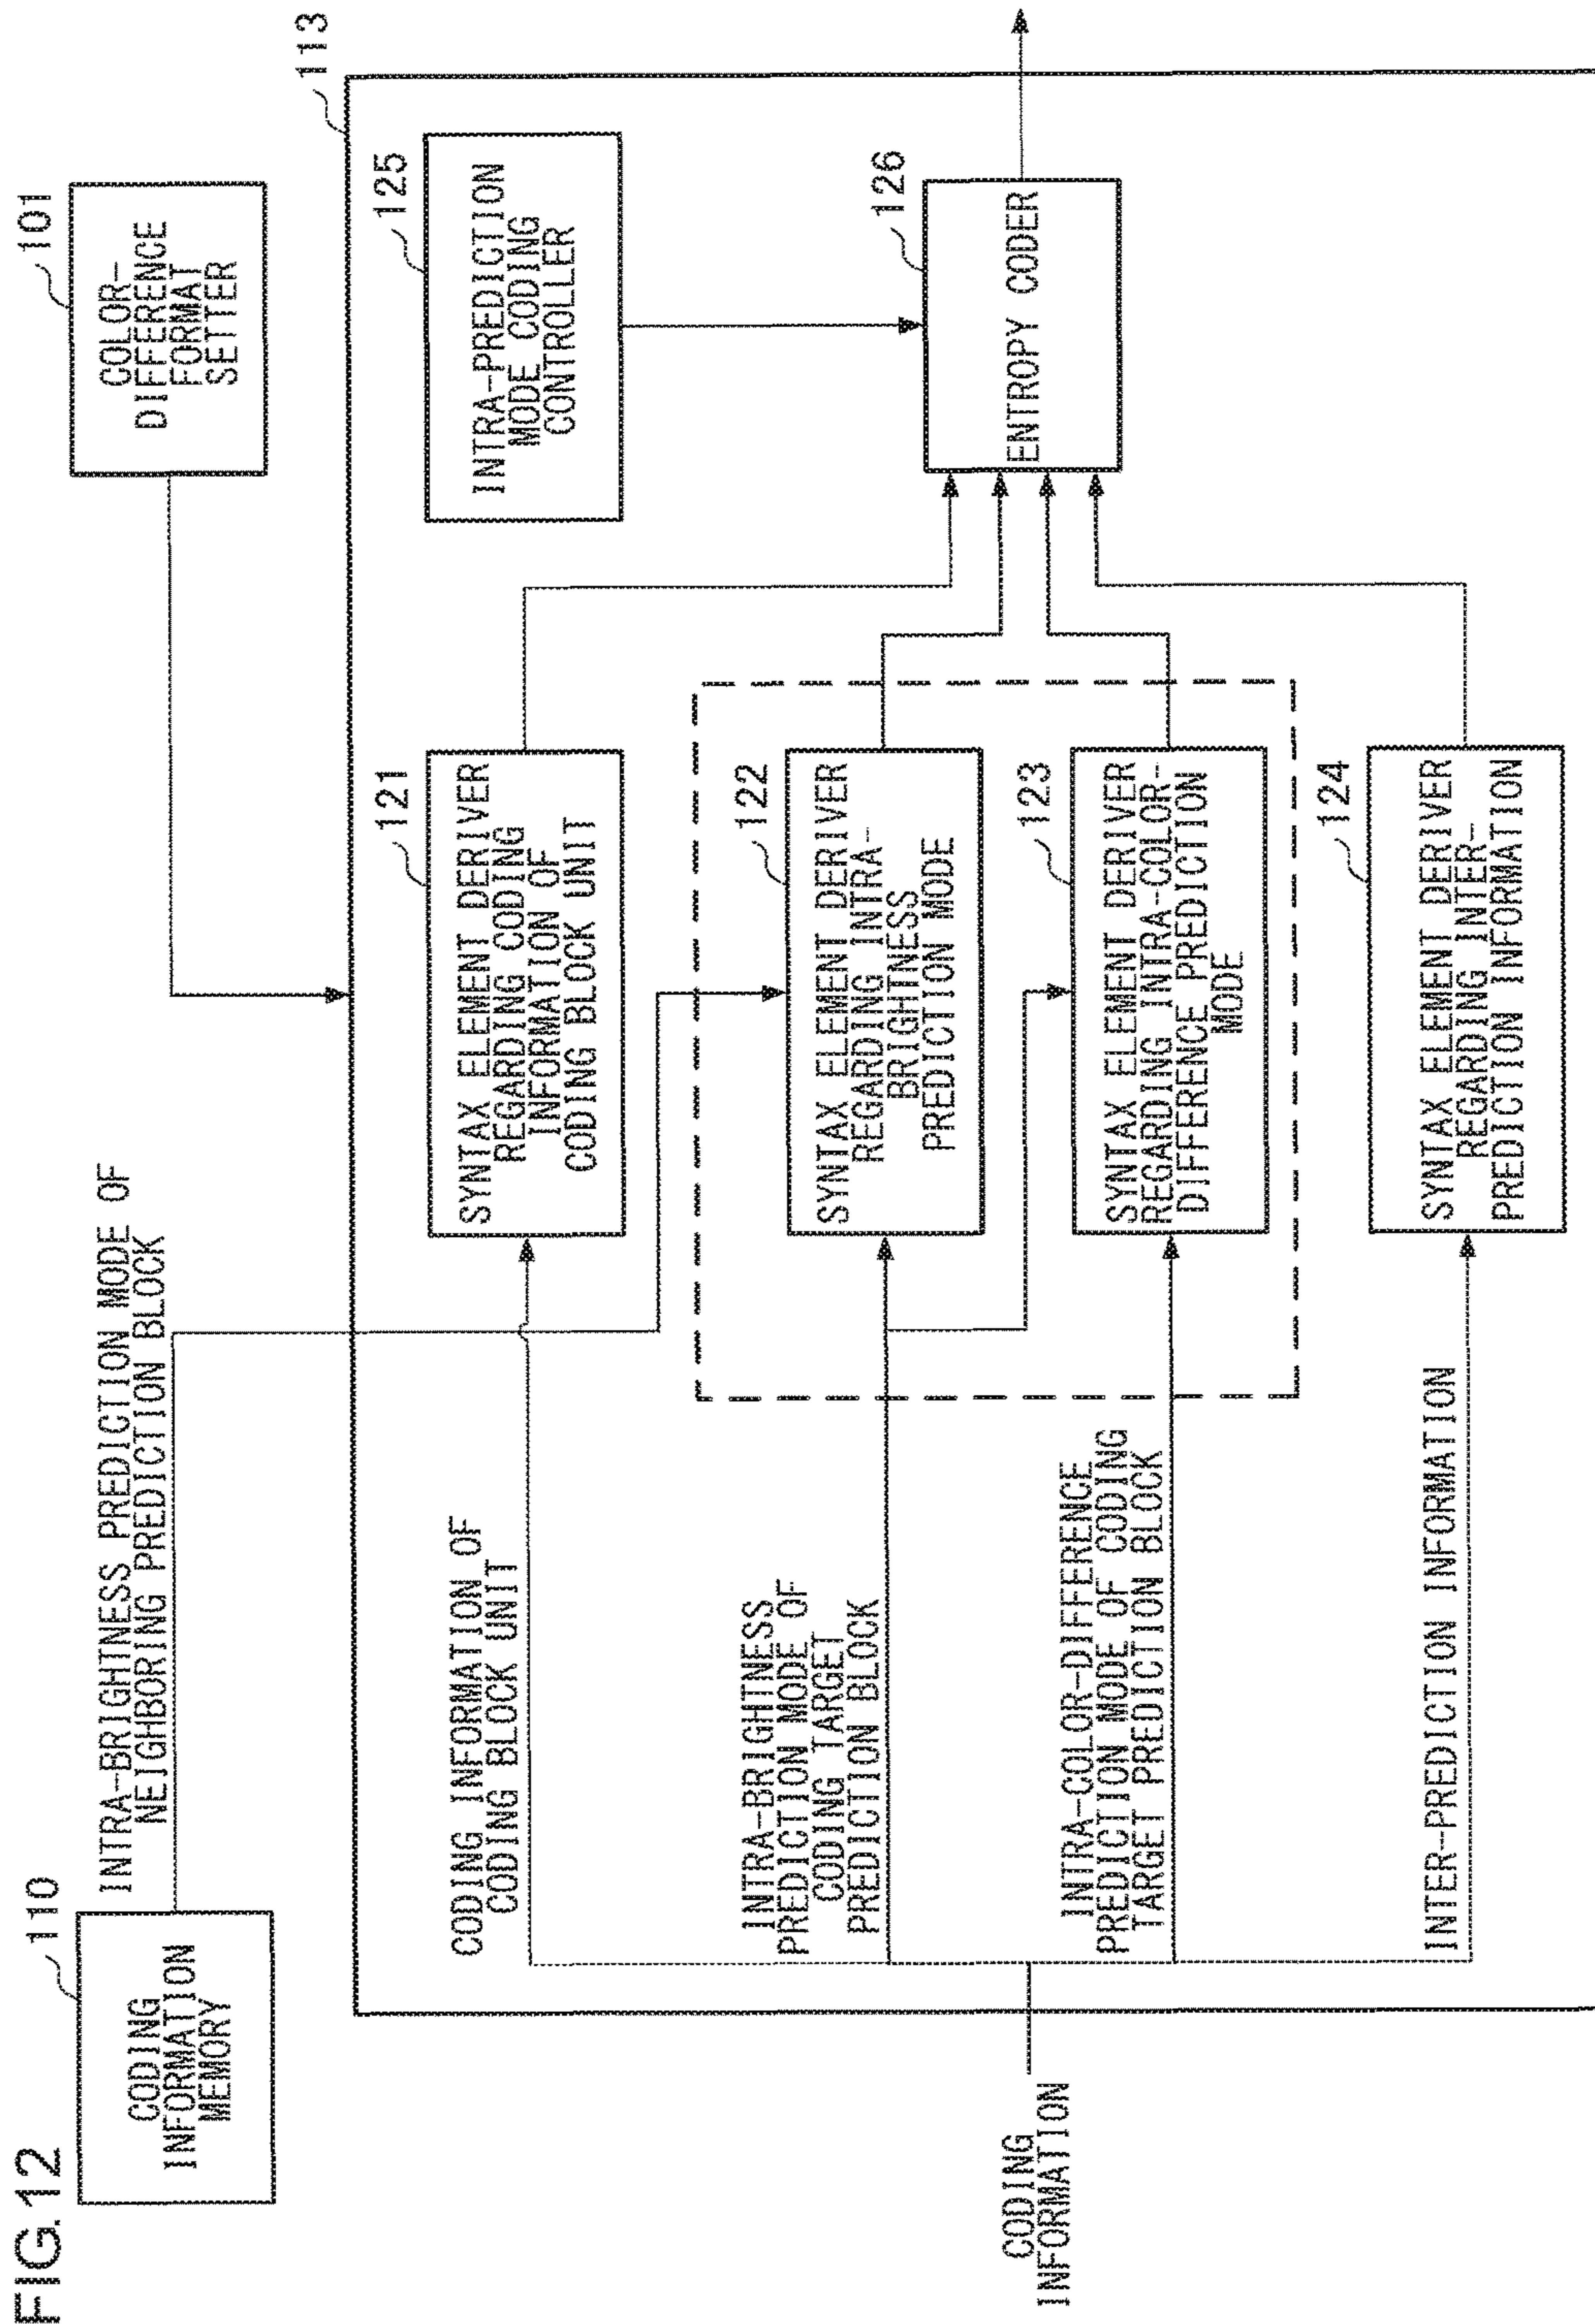 FIG.12
110
CODING
INFORMATION
MEMORY
INTRA-BRIGHTNESS PREDICTION MODE OF
NEIGHBORING PREDICTION BLOCK
101
COLOR-
DIFFERENCE
FORMAT
SETTER
113
CODING
INFORMATION
CODING INFORMATION OF
CODING BLOCK UNIT
121
SYNTAX ELEMENT DERIVER
REGARDING CODING
INFORMATION OF
CODING BLOCK UNIT
125
INTRA-PREDICTION
MODE CODING
CONTROLLER
INTRA-BRIGHTNESS
PREDICTION MODE OF
CODING TARGET
PREDICTION BLOCK
122
SYNTAX ELEMENT DERIVER
REGARDING INTRA-
BRIGHTNESS
PREDICTION MODE
126
ENTROPY CODER
INTRA-COLOR-DIFFERENCE
PREDICTION MODE OF CODING
TARGET PREDICTION BLOCK
123
SYNTAX ELEMENT DERIVER
REGARDING INTRA-COLOR-
DIFFERENCE PREDICTION
MODE
INTER-PREDICTION INFORMATION
124
SYNTAX ELEMENT DERIVER
REGARDING INTER-
PREDICTION INFORMATION